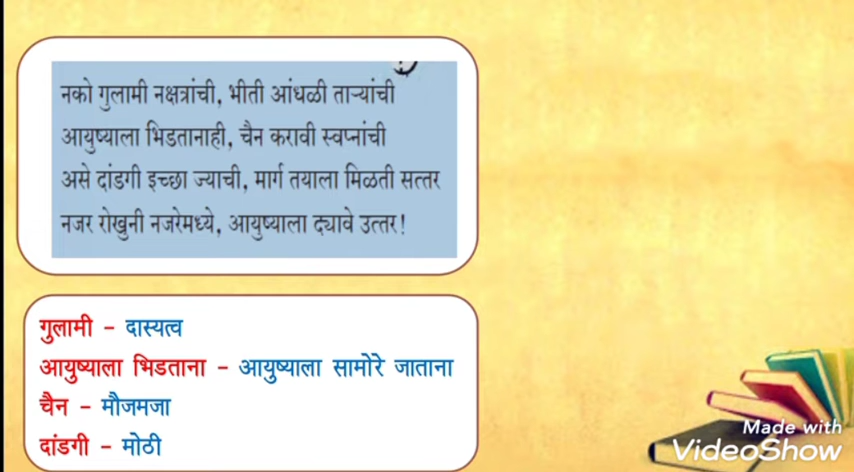 नको गुलामी नक्षत्रांची, भीती आंधळी ताऱ्यांची
आयुष्याला भिडतानाही, चैन करावी स्वप्नांची
असे दांडगी इच्छा ज्याची, मार्ग तयाला मिळती सत्तर
नजर रोखुनी नजरेमध्ये, आयुष्याला द्यावे उत्तर!
गुलामी – दास्यत्व
आयुष्याला भिडताना – आयुष्याला सामोरे जाताना
चैन – मौजमजा
दांडगी – मोठी
Made with
VideoShow